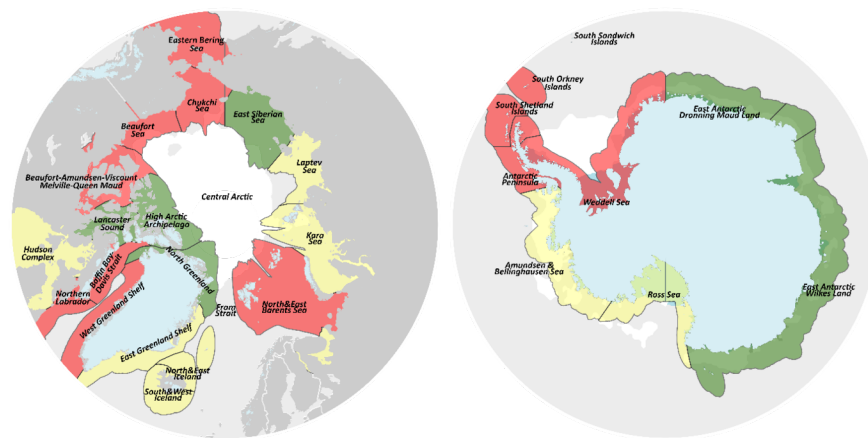 Eastern Bering
Sea
Chukchi
Sea
East Siberian
Sea
Beaufort
Sea
Laptev
Sea
Beaufort-Amundsen-Viscount
Melville-Queen Maud
Central Arctic
Lancaster
Sound
High Arctic
Archipelago
Kara
Sea
Hudson
Complex
Baffin Bay-
Davis Strait
North Greenland
Northern
Labrador
West Greenland Shelf
Fram
Strait
North&East
Barents Sea
East Greenland Shelf
North&East
Iceland
South&West
Iceland
South Sandwich
Islands
South Orkney
Islands
South Shetland
Islands
East Antarctic
Dronning Maud Land
Antarctic
Peninsula
Weddell Sea
Amundsen &
Bellinghausen Sea
Ross Sea
East Antarctic
Wilkes Land